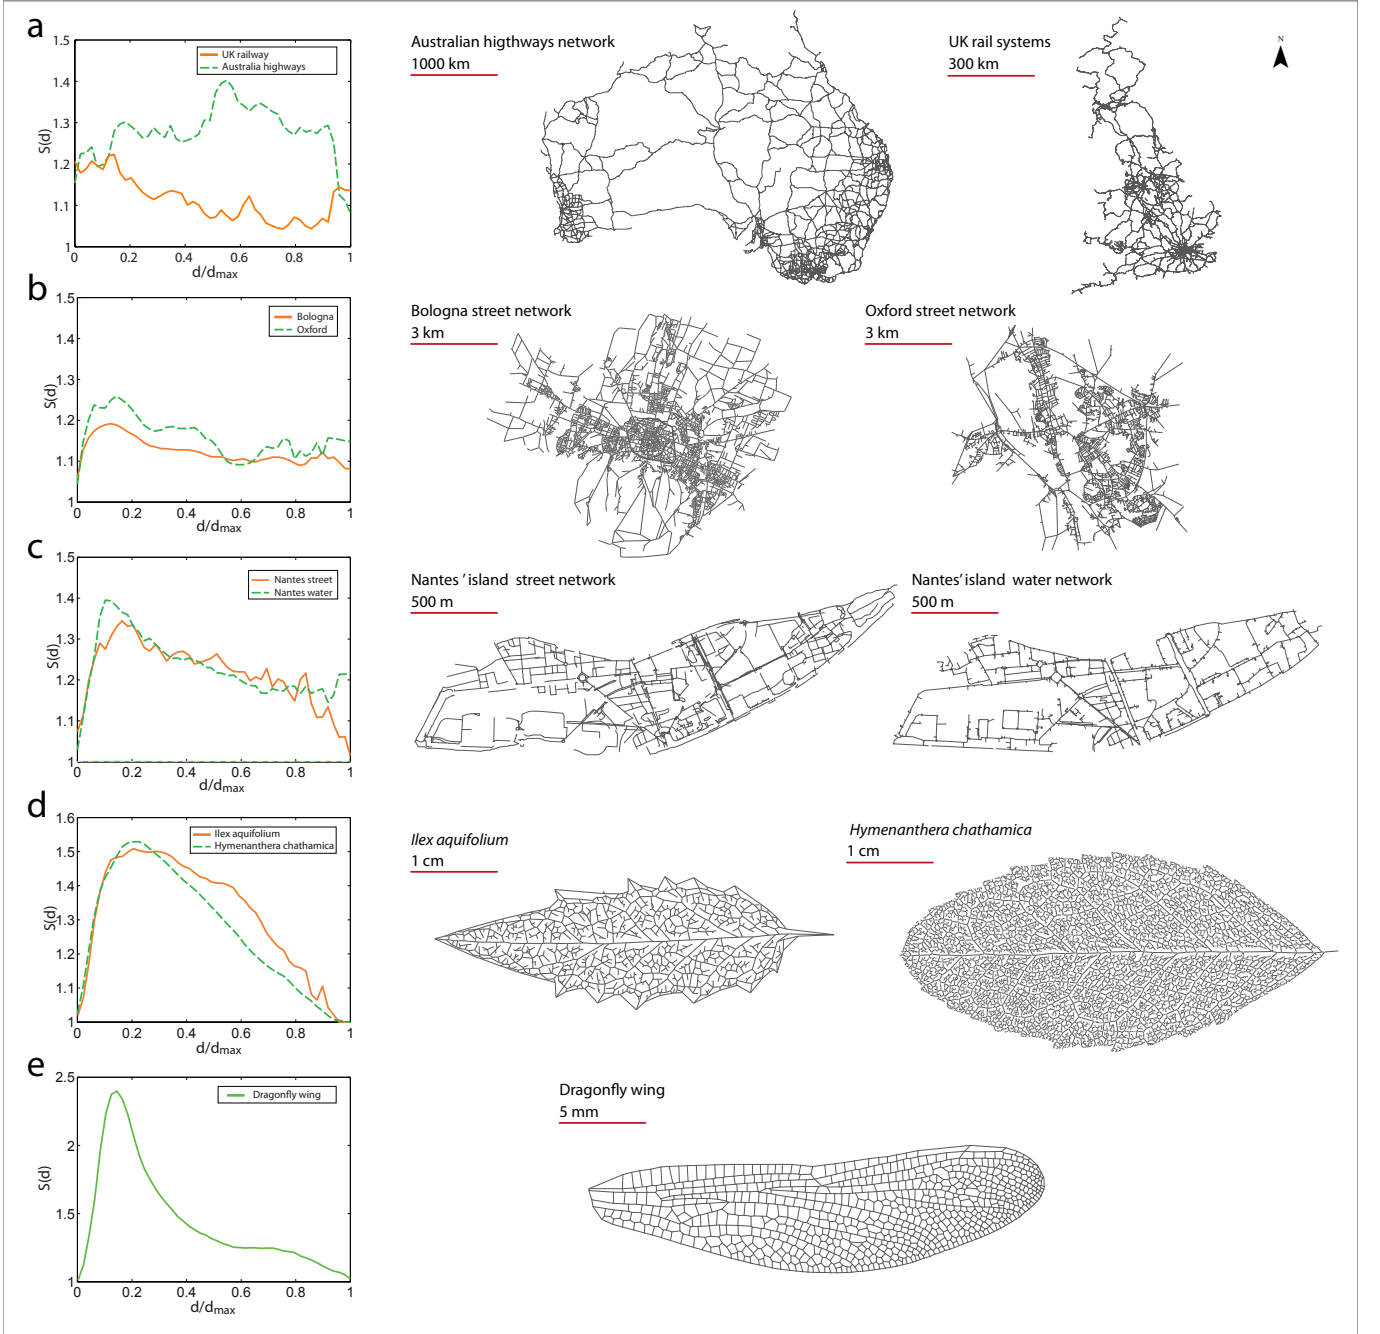 a
1.5
1.4
1.3
1.2
1.1
1
S(d)
0 0.2 0.4 0.6 0.8 1
d/dmax
UK railway
Australia highways
Australian higthways network
1000 km
UK rail systems
300 km
N
b
1.5
1.4
1.3
1.2
1.1
1
S(d)
0 0.2 0.4 0.6 0.8 1
d/dmax
Bologna
Oxford
Bologna street network
3 km
Oxford street network
3 km
c
1.5
1.4
1.3
1.2
1.1
1
S(d)
0 0.2 0.4 0.6 0.8 1
d/dmax
Nantes street
Nantes water
Nantes ' island street network
500 m
Nantes' island water network
500 m
d
1.6
1.5
1.4
1.3
1.2
1.1
1
S(d)
0 0.2 0.4 0.6 0.8 1
d/dmax
Ilex aquifolium
Hymenanthera chathamica
Ilex aquifolium
1 cm
Hymenanthera chathamica
1 cm
e
2.5
2
1.5
1
S(d)
0 0.2 0.4 0.6 0.8 1
d/dmax
Dragonfly wing
Dragonfly wing
5 mm